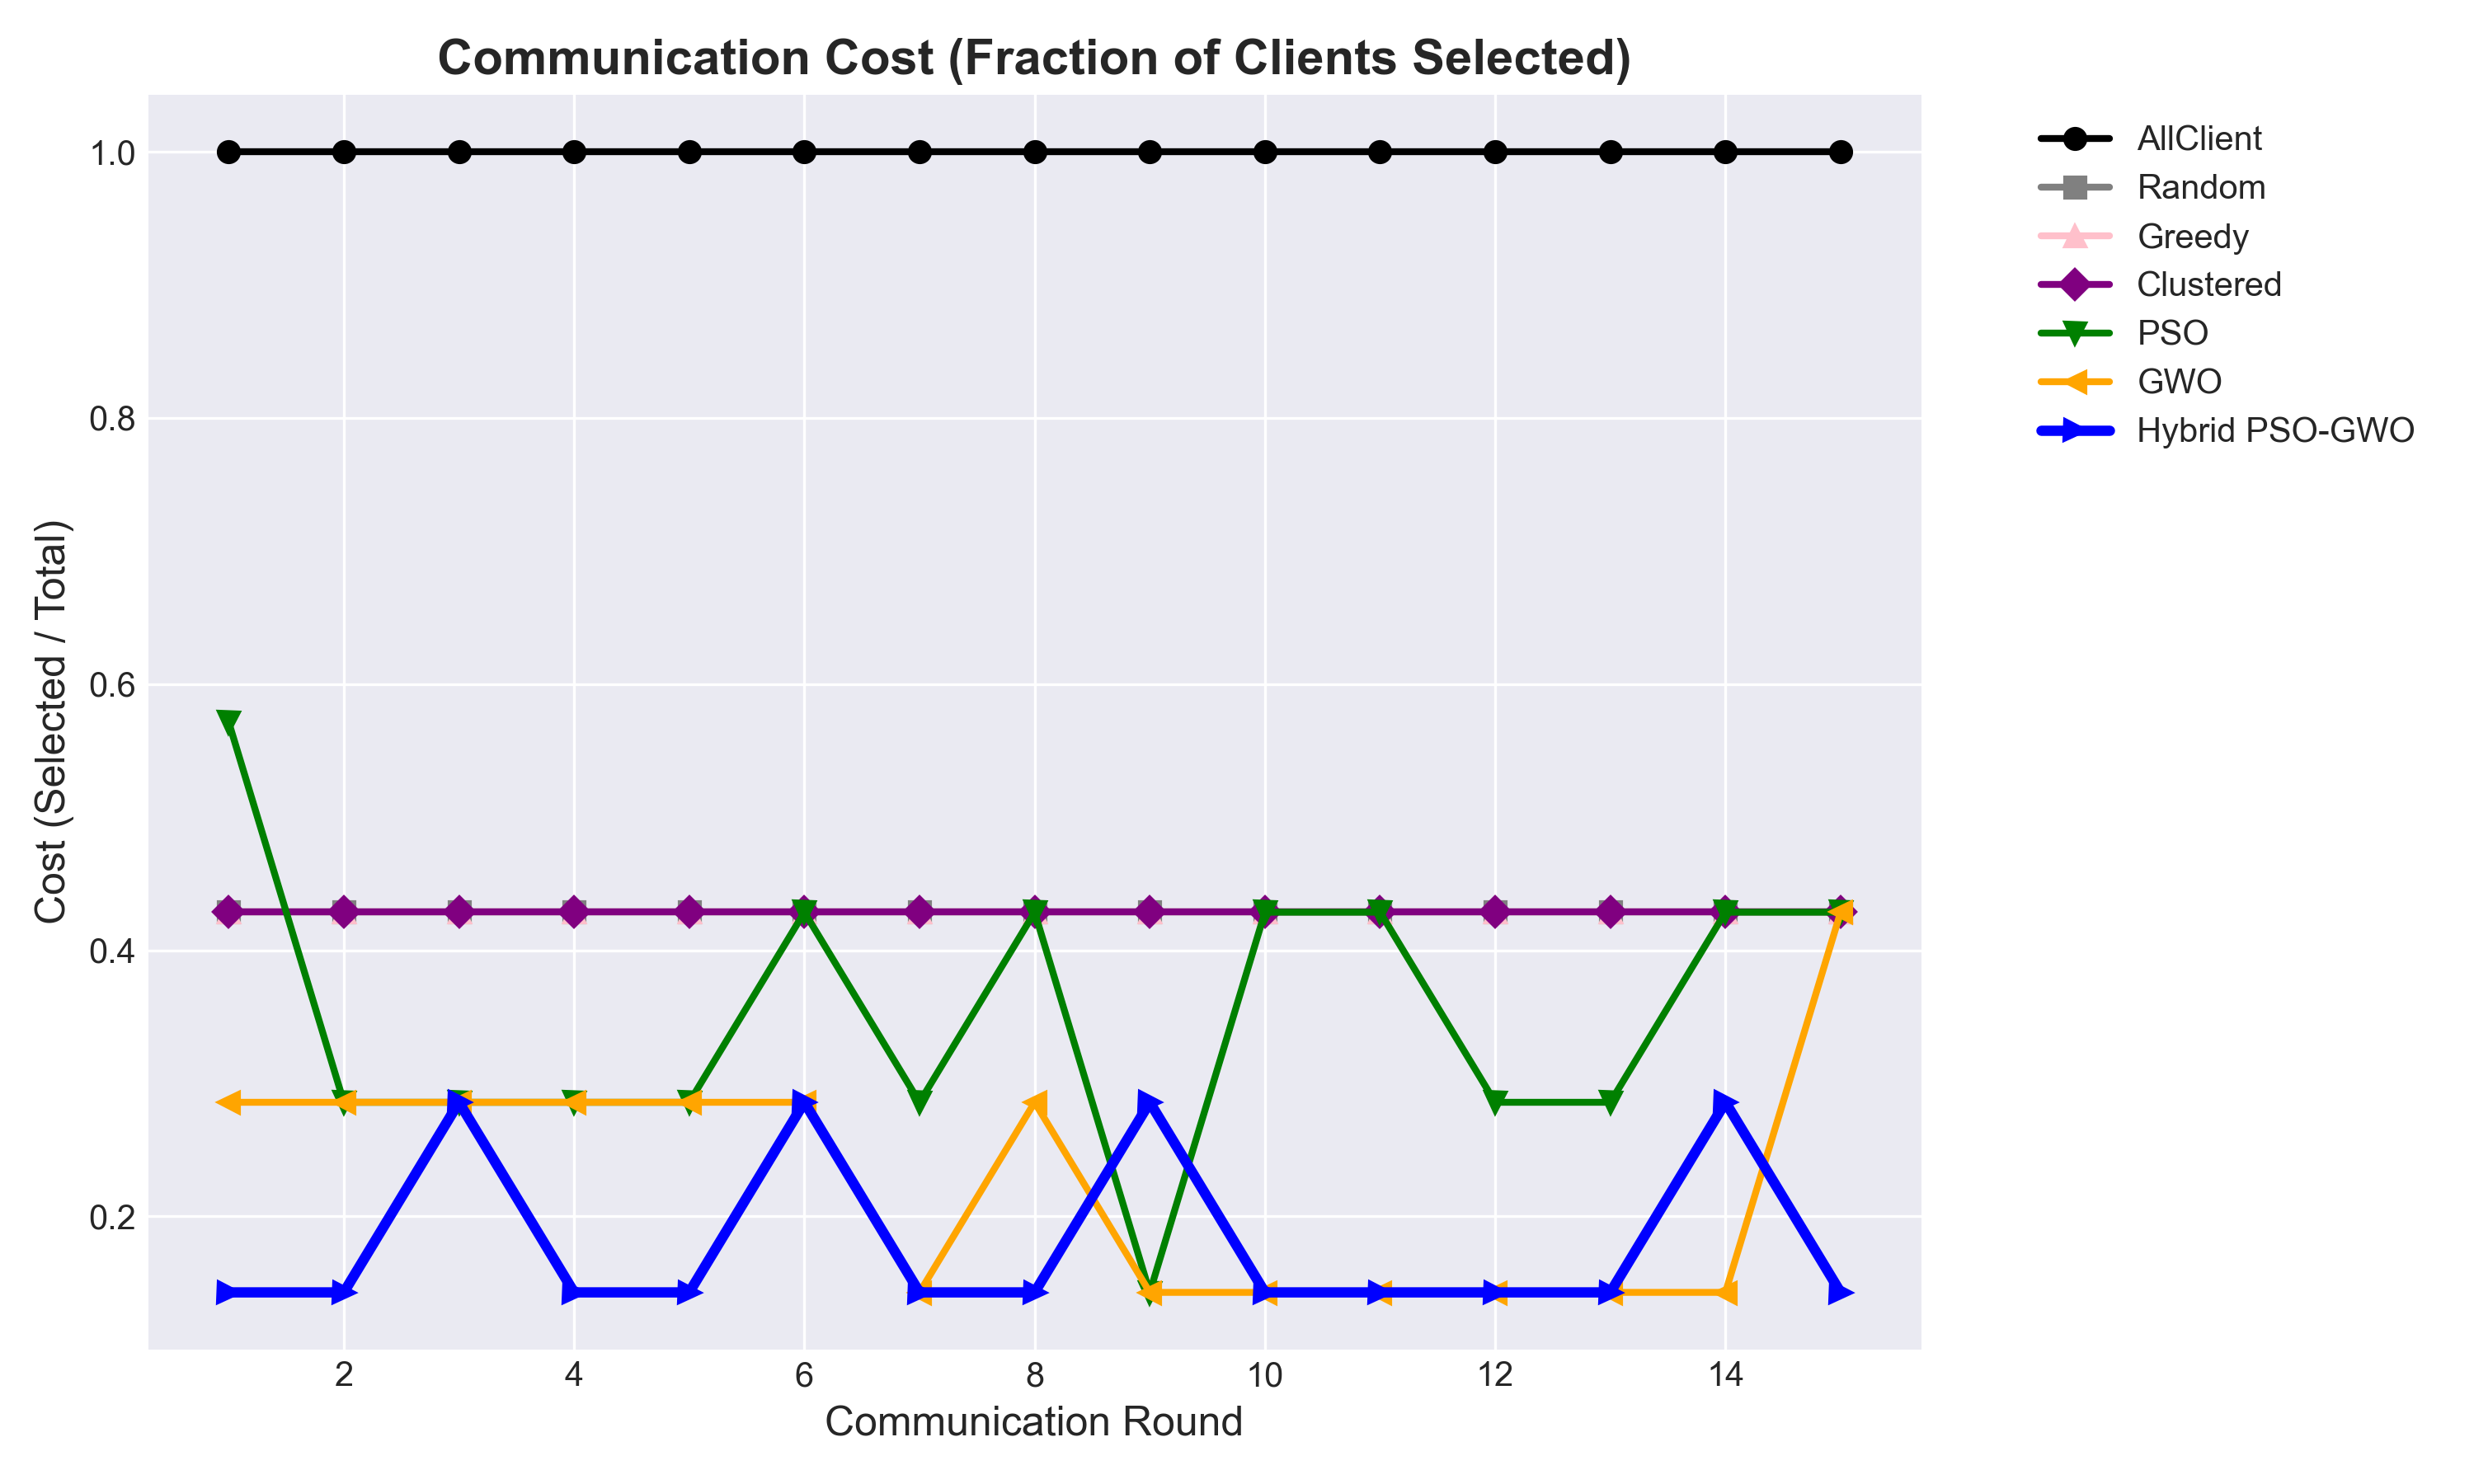 Communication Cost (Fraction of Clients Selected)
Cost (Selected / Total)
1.0
0.8
0.6
0.4
0.2
2 4 6 8 10 12 14
Communication Round
AllClient
Random
Greedy
Clustered
PSO
GWO
Hybrid PSO-GWO